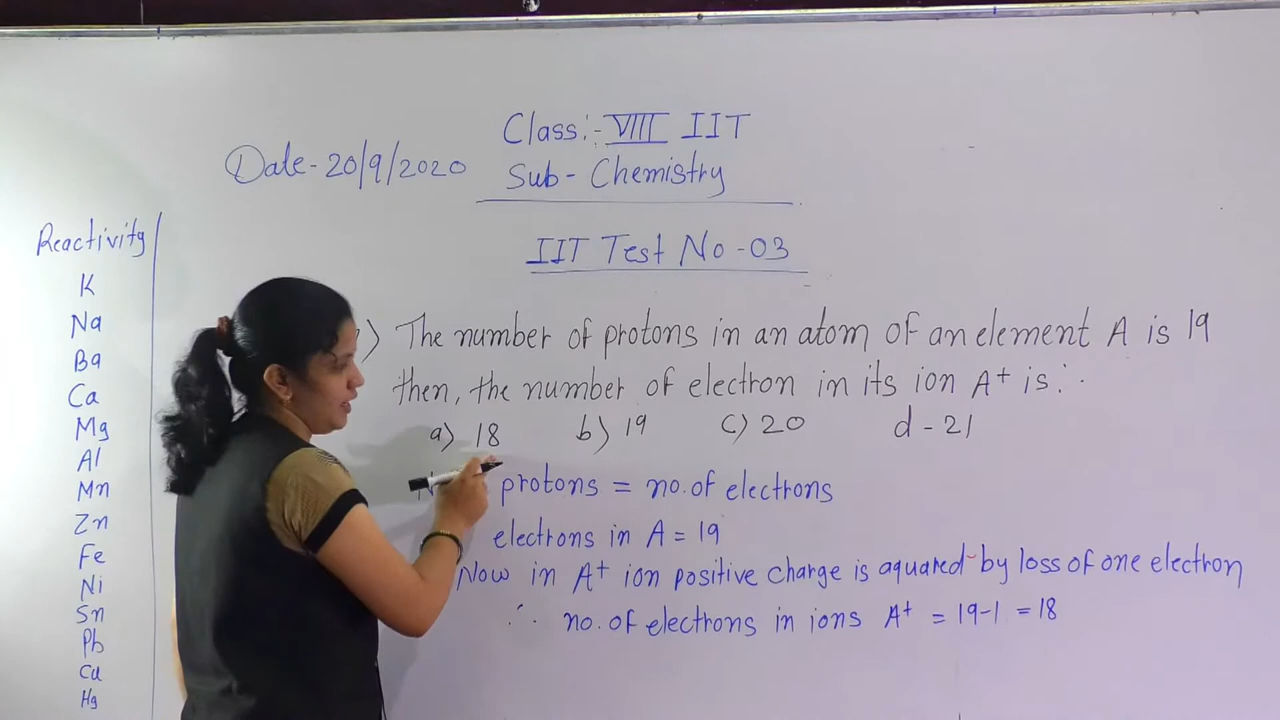 Class:- VIII IIT
Date - 20/9/2020
Sub - Chemistry
IIT Test No - 03
Reactivity
K
Na
Ba
Ca
Mg
Al
Mn
Zn
Fe
Ni
Sn
Pb
Cu
Hg
) The number of protons in an atom of an element A is 19
then, the number of electron in its ion A+ is:
a) 18 b) 19 c) 20 d - 21
protons = no. of electrons
electrons in A = 19
Now in A+ ion positive charge is aquared by loss of one electron
∴ no. of electrons in ions A+ = 19-1 = 18